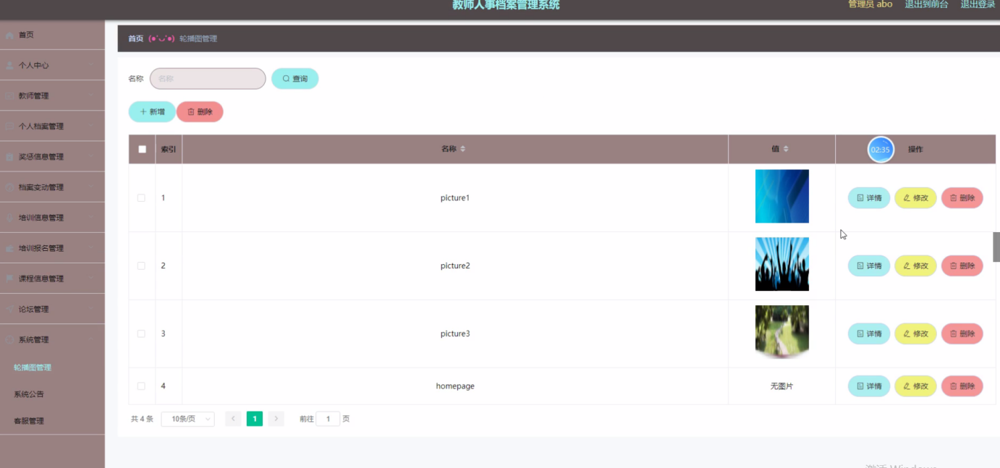 教师人事档案管理系统
管理员 abo 退出到前台 退出登录
首页
个人中心
教师管理
个人档案管理
奖惩信息管理
档案变动管理
培训信息管理
培训报名管理
课程信息管理
论坛管理
系统管理
轮播图管理
系统公告
客服管理
首页 (●ˇ∪ˇ●) 轮播图管理
名称 名称 查询
新增 删除
索引 名称 值 02:35 操作
1 picture1 详情 修改 删除
2 picture2 详情 修改 删除
3 picture3 详情 修改 删除
4 homepage 无图片 详情 修改 删除
共 4 条 10条/页 1 前往 1 页
激活 Windows